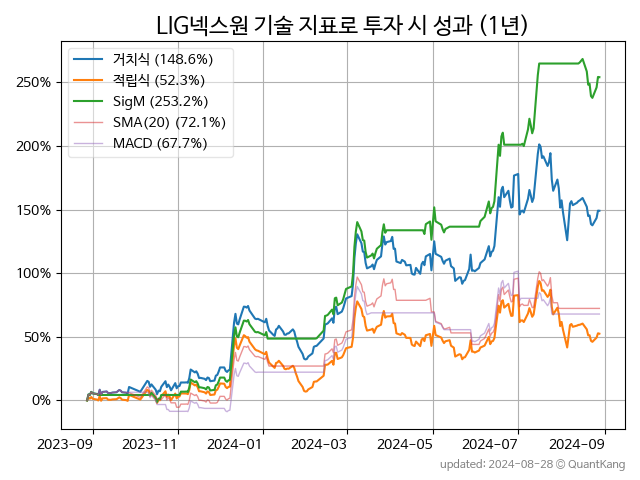 LIG넥스원 기술 지표로 투자 시 성과 (1년)
거치식 (148.6%)
적립식 (52.3%)
SigM (253.2%)
SMA(20) (72.1%)
MACD (67.7%)
250%
200%
150%
100%
50%
0%
2023-09 2023-11 2024-01 2024-03 2024-05 2024-07 2024-09
updated: 2024-08-28 © QuantKang